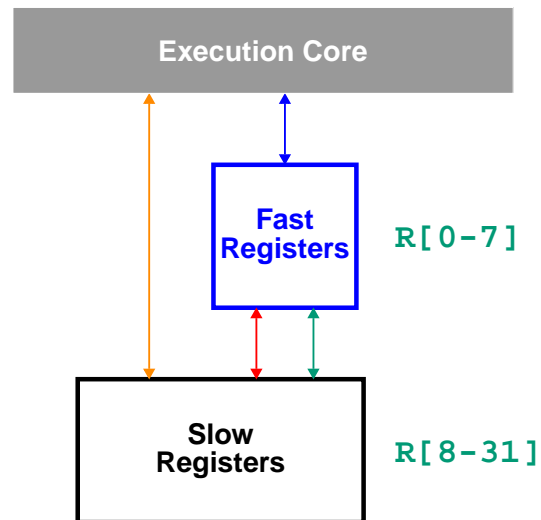 Execution Core
Fast
Registers
R[0-7]
Slow
Registers
R[8-31]